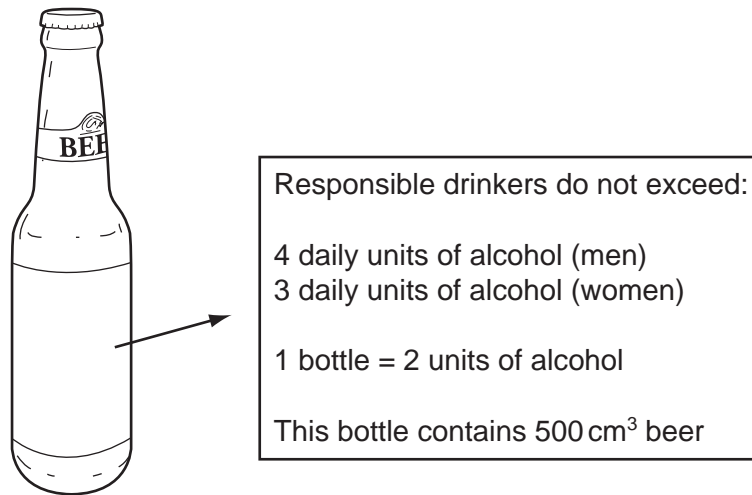 BEE
Responsible drinkers do not exceed:
4 daily units of alcohol (men)
3 daily units of alcohol (women)
1 bottle = 2 units of alcohol
This bottle contains 500 cm³ beer